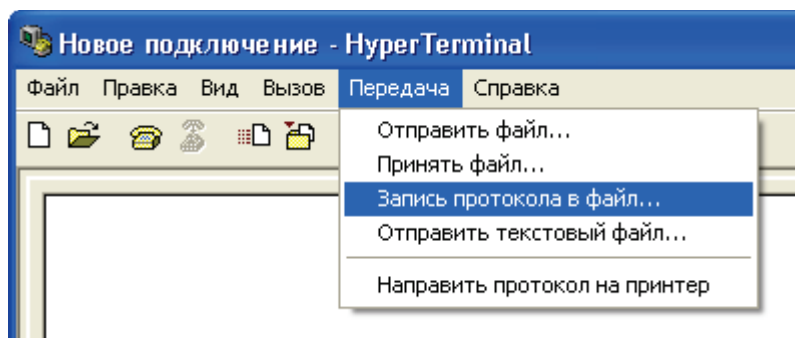 Новое подключение - HyperTerminal
Файл Правка Вид Вызов Передача Справка
Отправить файл...
Принять файл...
Запись протокола в файл...
Отправить текстовый файл...
Направить протокол на принтер